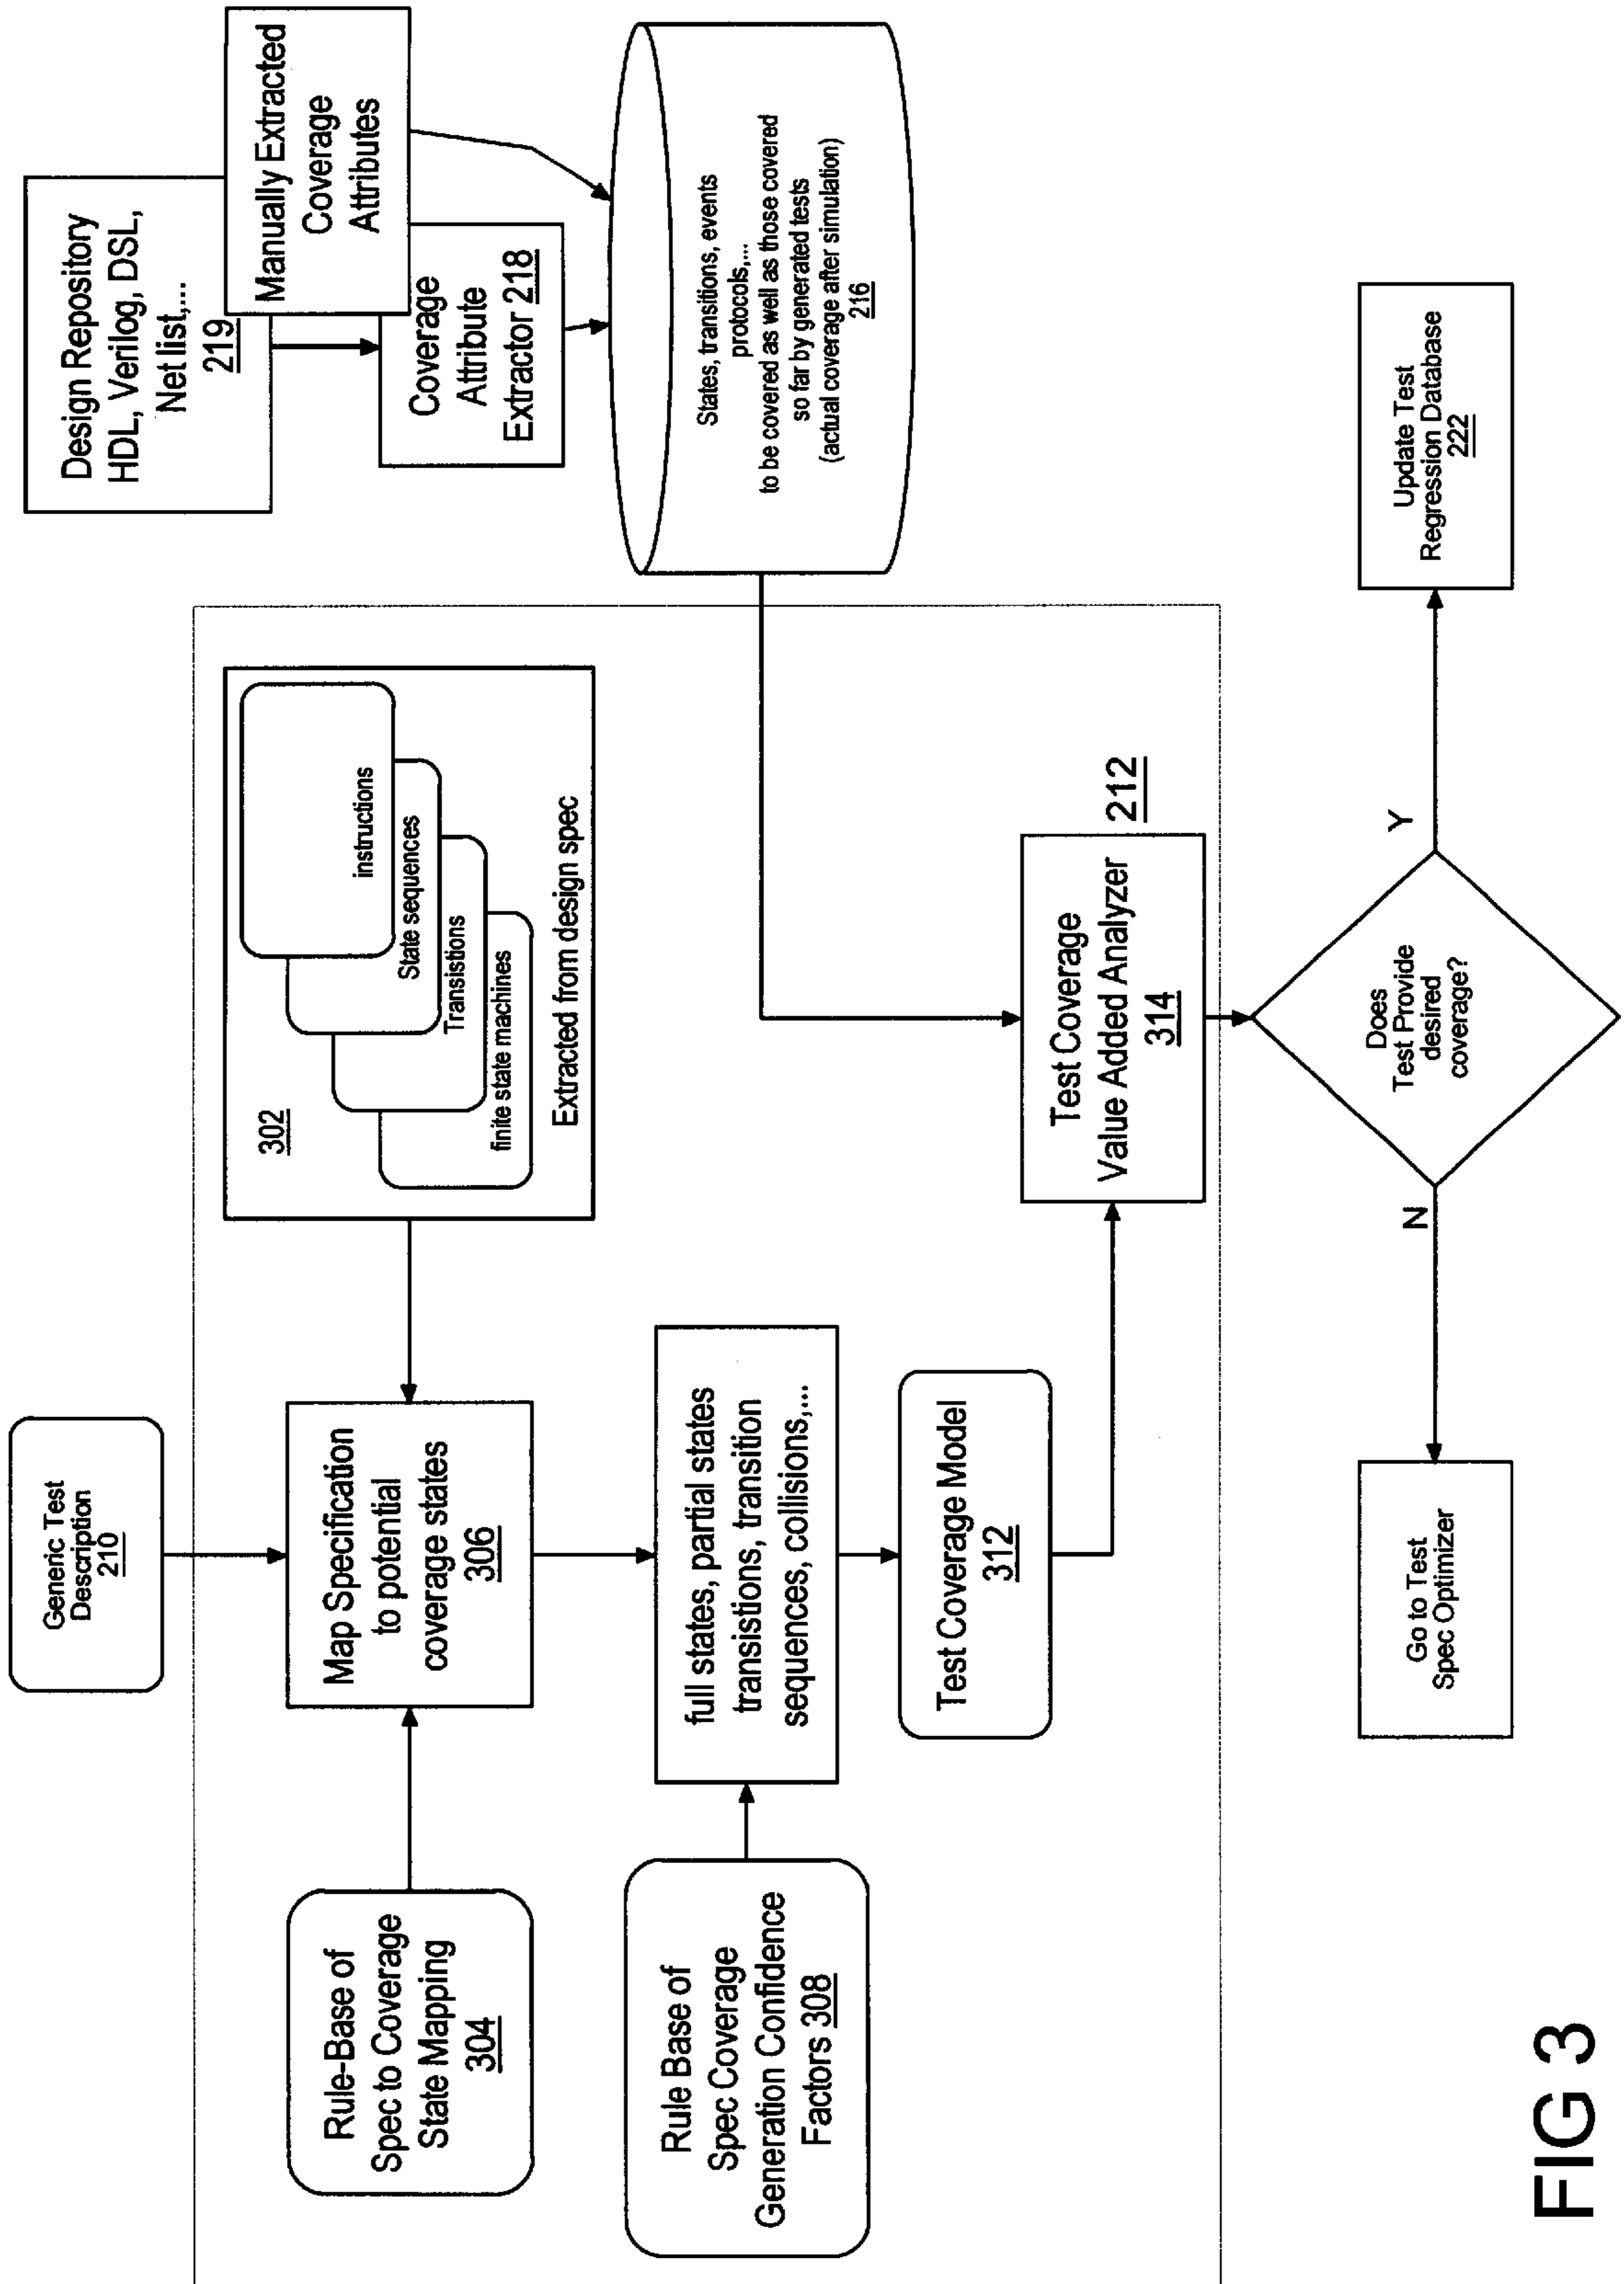 Generic Test
Description
210
Design Repository
HDL, Verilog, DSL,
Net list,...
219
Manually Extracted
Coverage
Attributes
Coverage
Attribute
Extractor 218
Rule-Base of
Spec to Coverage
State Mapping
304
Map Specification
to potential
coverage states
306
302
instructions
State sequences
Transistions
finite state machines
Extracted from design spec
States, transitions, events
protocols,...
to be covered as well as those covered
so far by generated tests
(actual coverage after simulation)
216
Rule Base of
Spec Coverage
Generation Confidence
Factors 308
full states, partial states
transistions, transition
sequences, collisions,...
Test Coverage Model
312
Test Coverage
Value Added Analyzer
314
212
Does
Test Provide
desired
coverage?
N
Y
Go to Test
Spec Optimizer
Update Test
Regression Database
222
FIG 3